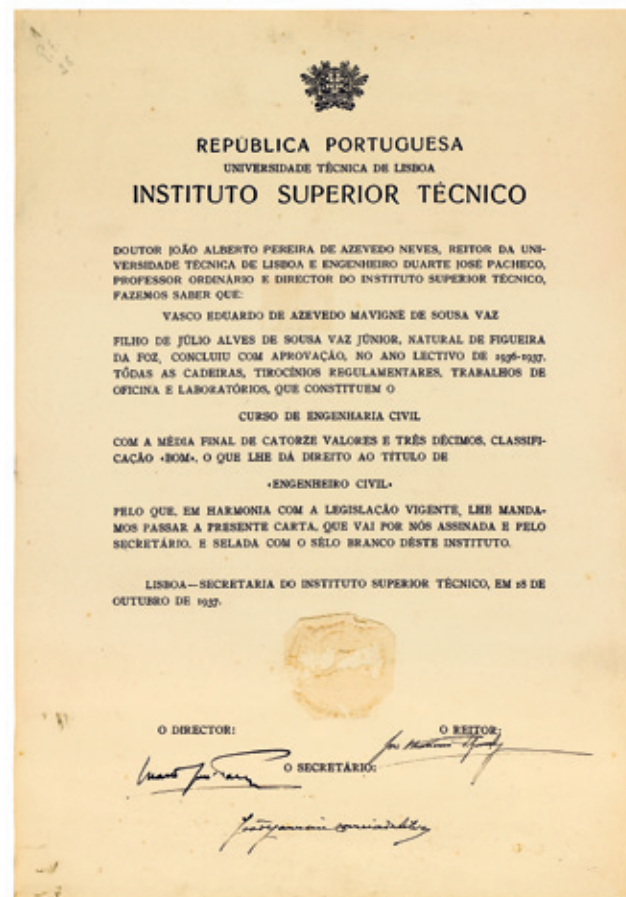 REPÚBLICA PORTUGUESA
UNIVERSIDADE TÉCNICA DE LISBOA
INSTITUTO SUPERIOR TÉCNICO
DOUTOR JOÃO ALBERTO PEREIRA DE AZEVEDO NEVES, REITOR DA UNI-
VERSIDADE TÉCNICA DE LISBOA E ENGENHEIRO DUARTE JOSÉ PACHECO,
PROFESSOR ORDINÁRIO E DIRECTOR DO INSTITUTO SUPERIOR TÉCNICO,
FAZEMOS SABER QUE:
VASCO EDUARDO DE AZEVEDO MAVIGNÉ DE SOUSA VAZ
FILHO DE JÚLIO ALVES DE SOUSA VAZ JÚNIOR, NATURAL DE FIGUEIRA
DA FOZ, CONCLUIU COM APROVAÇÃO, NO ANO LECTIVO DE 1936-1937,
TÔDAS AS CADEIRAS, TIROCÍNIOS REGULAMENTARES, TRABALHOS DE
OFICINA E LABORATÓRIOS, QUE CONSTITUEM O
CURSO DE ENGENHARIA CIVIL
COM A MÉDIA FINAL DE CATORZE VALORES E TRÊS DÉCIMOS, CLASSIFI-
CAÇÃO «BOM», O QUE LHE DÁ DIREITO AO TÍTULO DE
«ENGENHEIRO CIVIL»
PELO QUE, EM HARMONIA COM A LEGISLAÇÃO VIGENTE, LHE MANDA-
MOS PASSAR A PRESENTE CARTA, QUE VAI POR NÓS ASSINADA E PELO
SECRETÁRIO, E SELADA COM O SÊLO BRANCO DÊSTE INSTITUTO.
LISBOA—SECRETARIA DO INSTITUTO SUPERIOR TÉCNICO, EM 18 DE
OUTUBRO DE 1937.
O DIRECTOR:
O REITOR:
O SECRETÁRIO: